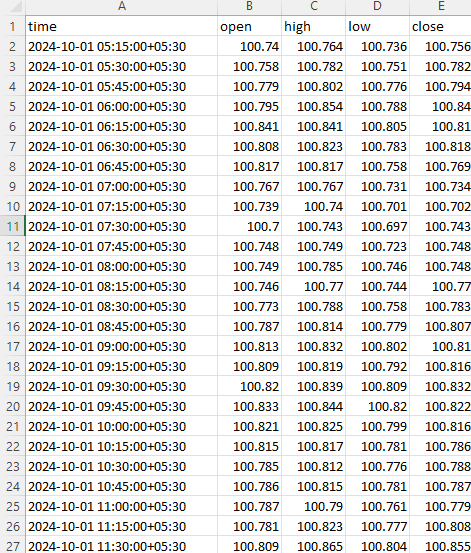 A B C D E
1 time open high low close
2 2024-10-01 05:15:00+05:30 100.74 100.764 100.736 100.756
3 2024-10-01 05:30:00+05:30 100.758 100.782 100.751 100.782
4 2024-10-01 05:45:00+05:30 100.779 100.802 100.776 100.794
5 2024-10-01 06:00:00+05:30 100.795 100.854 100.788 100.84
6 2024-10-01 06:15:00+05:30 100.841 100.841 100.805 100.81
7 2024-10-01 06:30:00+05:30 100.808 100.823 100.783 100.818
8 2024-10-01 06:45:00+05:30 100.817 100.817 100.758 100.769
9 2024-10-01 07:00:00+05:30 100.767 100.767 100.731 100.734
10 2024-10-01 07:15:00+05:30 100.739 100.74 100.701 100.702
11 2024-10-01 07:30:00+05:30 100.7 100.743 100.697 100.743
12 2024-10-01 07:45:00+05:30 100.748 100.749 100.723 100.748
13 2024-10-01 08:00:00+05:30 100.749 100.785 100.746 100.748
14 2024-10-01 08:15:00+05:30 100.746 100.77 100.744 100.77
15 2024-10-01 08:30:00+05:30 100.773 100.788 100.758 100.783
16 2024-10-01 08:45:00+05:30 100.787 100.814 100.779 100.807
17 2024-10-01 09:00:00+05:30 100.813 100.832 100.802 100.81
18 2024-10-01 09:15:00+05:30 100.809 100.819 100.792 100.816
19 2024-10-01 09:30:00+05:30 100.82 100.839 100.809 100.832
20 2024-10-01 09:45:00+05:30 100.833 100.844 100.82 100.822
21 2024-10-01 10:00:00+05:30 100.821 100.825 100.799 100.816
22 2024-10-01 10:15:00+05:30 100.815 100.817 100.781 100.786
23 2024-10-01 10:30:00+05:30 100.785 100.812 100.776 100.788
24 2024-10-01 10:45:00+05:30 100.786 100.815 100.781 100.787
25 2024-10-01 11:00:00+05:30 100.787 100.79 100.761 100.779
26 2024-10-01 11:15:00+05:30 100.781 100.823 100.777 100.808
27 2024-10-01 11:30:00+05:30 100.809 100.865 100.804 100.855